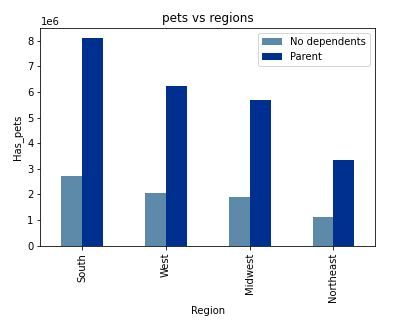 pets vs regions
1e6
No dependents
Parent
8
7
6
5
4
3
2
1
0
Has_pets
South
West
Midwest
Northeast
Region